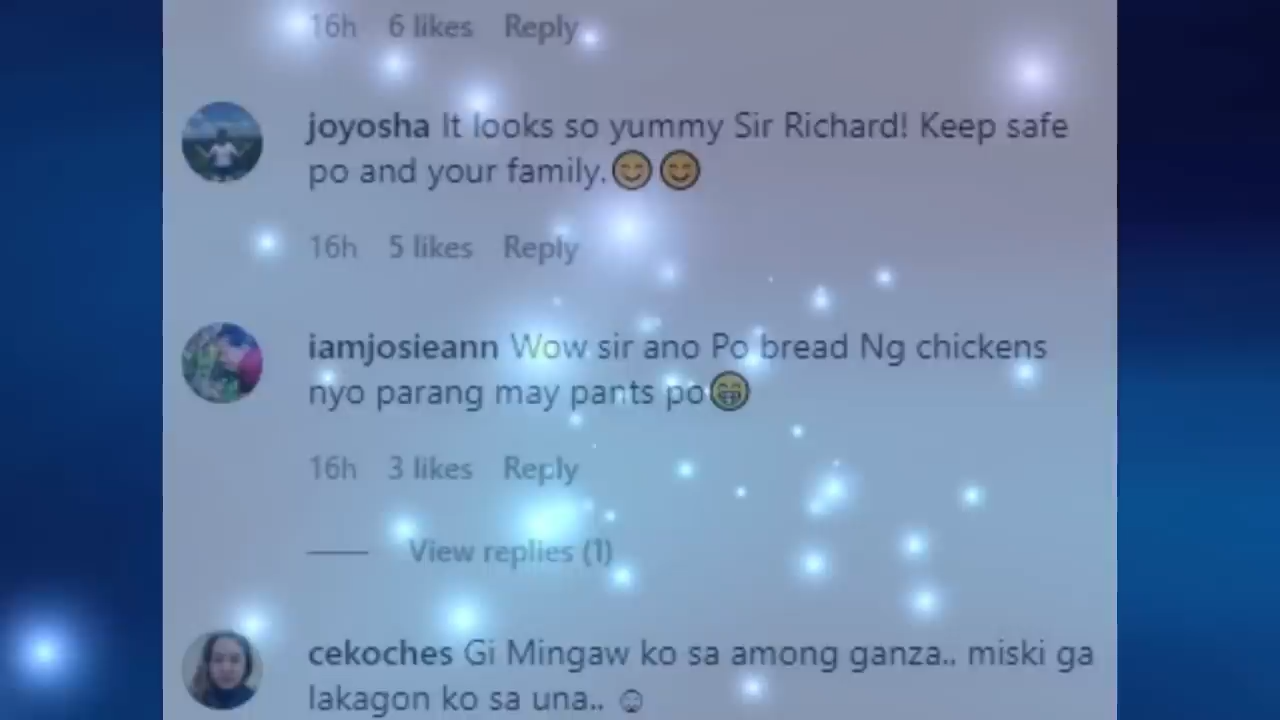 16h 6 likes Reply
joyosha It looks so yummy Sir Richard! Keep safe
po and your family.😊😊
16h 5 likes Reply
iamjosieann Wow sir ano Po bread Ng chickens
nyo parang may pants po😁
16h 3 likes Reply
View replies (1)
cekoches Gi Mingaw ko sa among ganza.. miski ga
lakagon ko sa una..